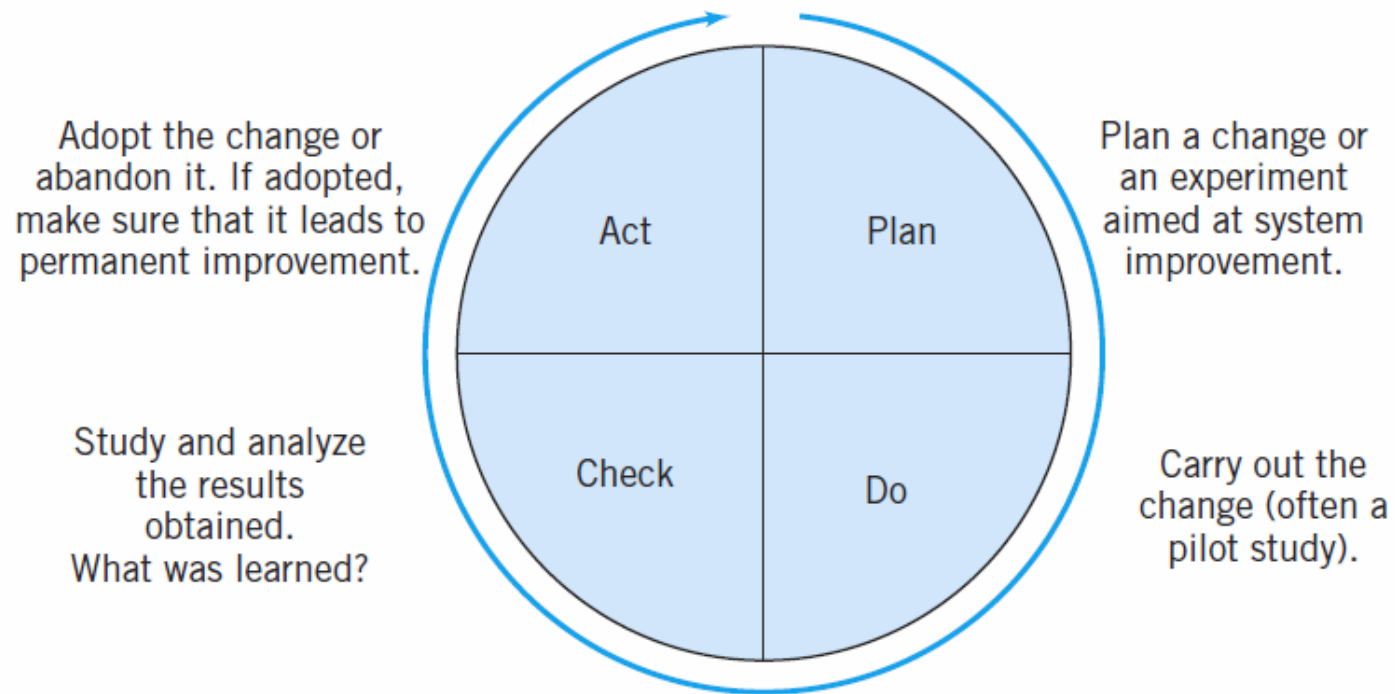 Adopt the change or
abandon it. If adopted,
make sure that it leads to
permanent improvement.
Act
Plan
Plan a change or
an experiment
aimed at system
improvement.
Study and analyze
the results
obtained.
What was learned?
Check
Do
Carry out the
change (often a
pilot study).